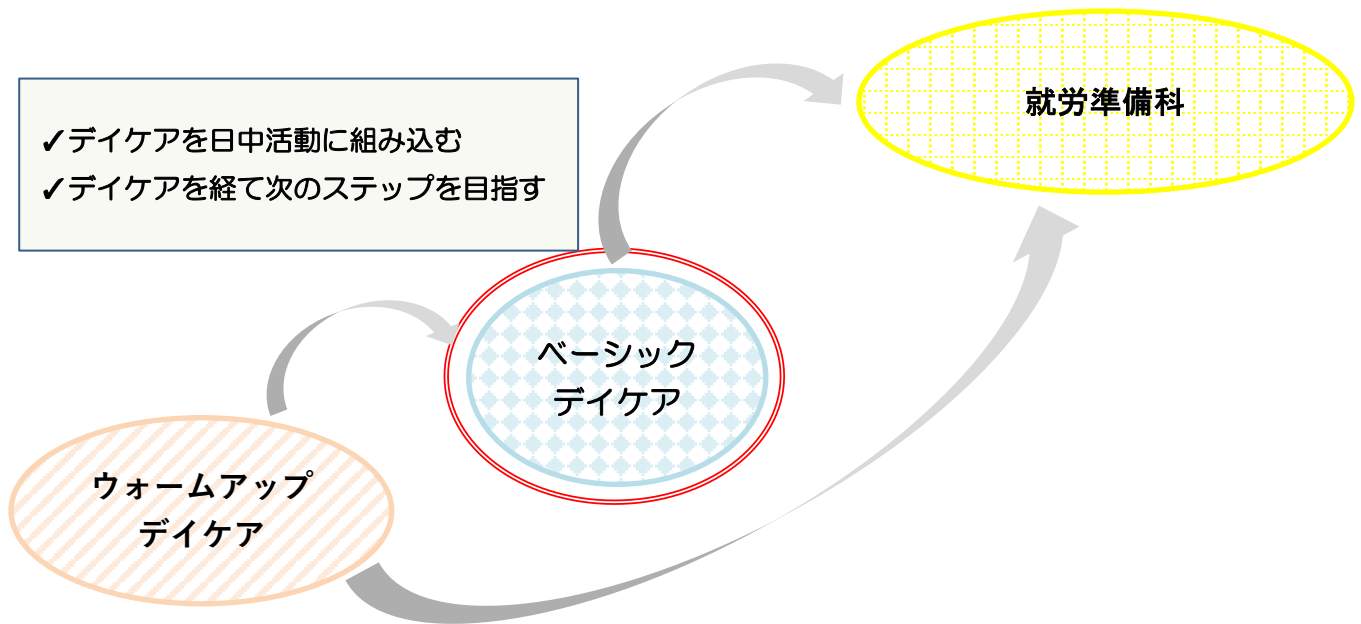 ✓デイケアを日中活動に組み込む
✓デイケアを経て次のステップを目指す
就労準備科
ベーシック
デイケア
ウォームアップ
デイケア